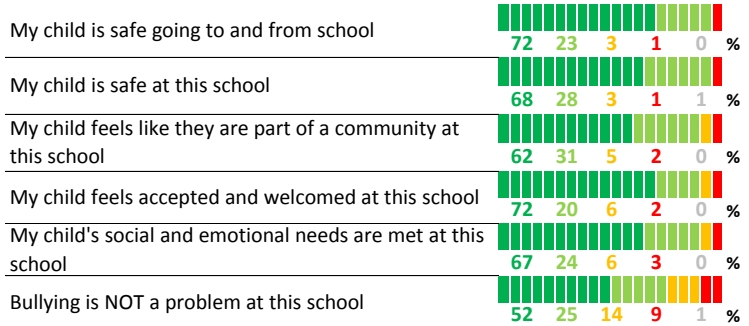 My child is safe going to and from school
72 23 3 1 0 %
My child is safe at this school
68 28 3 1 1 %
My child feels like they are part of a community at
this school
62 31 5 2 0 %
My child feels accepted and welcomed at this school
72 20 6 2 0 %
My child's social and emotional needs are met at this
school
67 24 6 3 0 %
Bullying is NOT a problem at this school
52 25 14 9 1 %